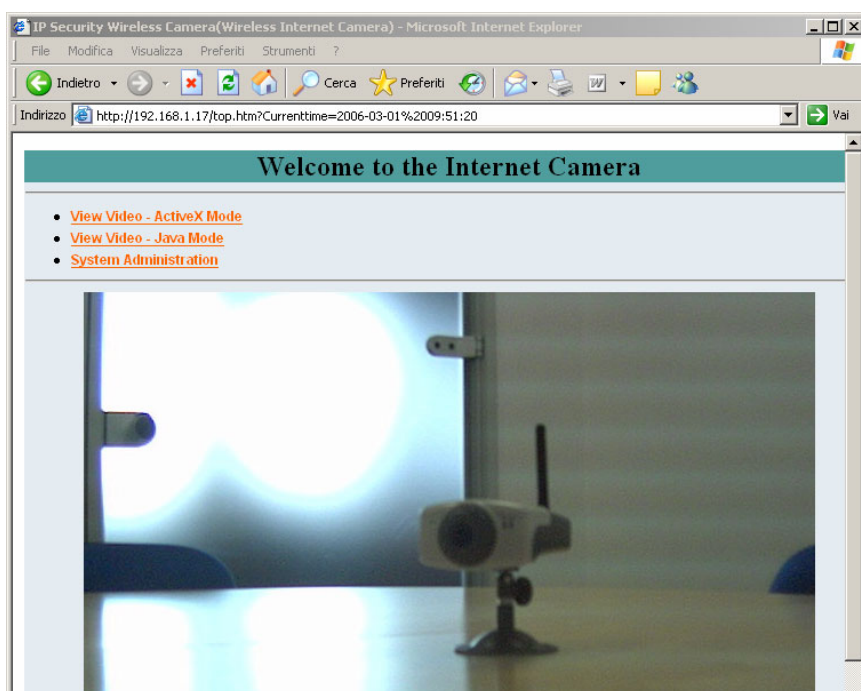 IP Security Wireless Camera(Wireless Internet Camera) - Microsoft Internet Explorer
File Modifica Visualizza Preferiti Strumenti ?
Indietro Cerca Preferiti
Indirizzo http://192.168.1.17/top.htm?Currenttime=2006-03-01%2009:51:20 Vai
Welcome to the Internet Camera
View Video - ActiveX Mode
View Video - Java Mode
System Administration